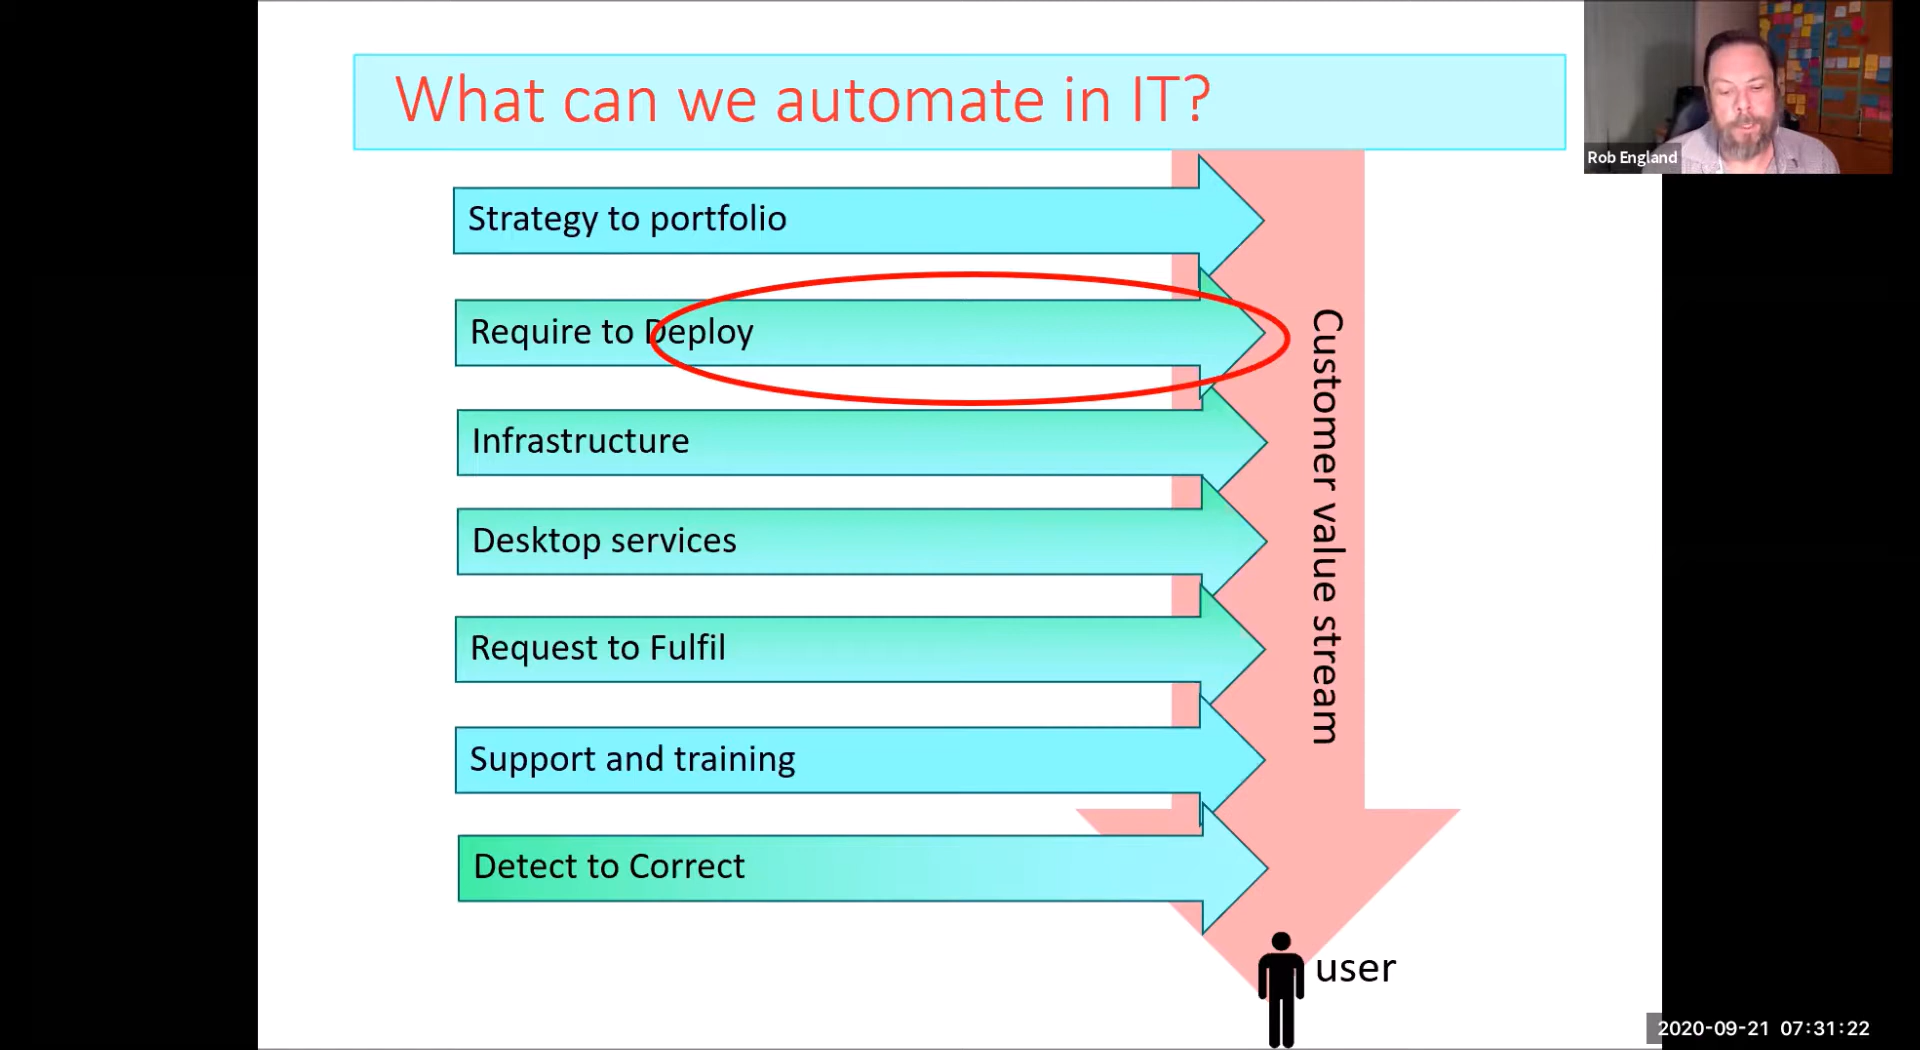 What can we automate in IT?
Rob England
Strategy to portfolio
Require to Deploy
Infrastructure
Desktop services
Request to Fulfil
Support and training
Detect to Correct
Customer value stream
user
2020-09-21 07:31:22